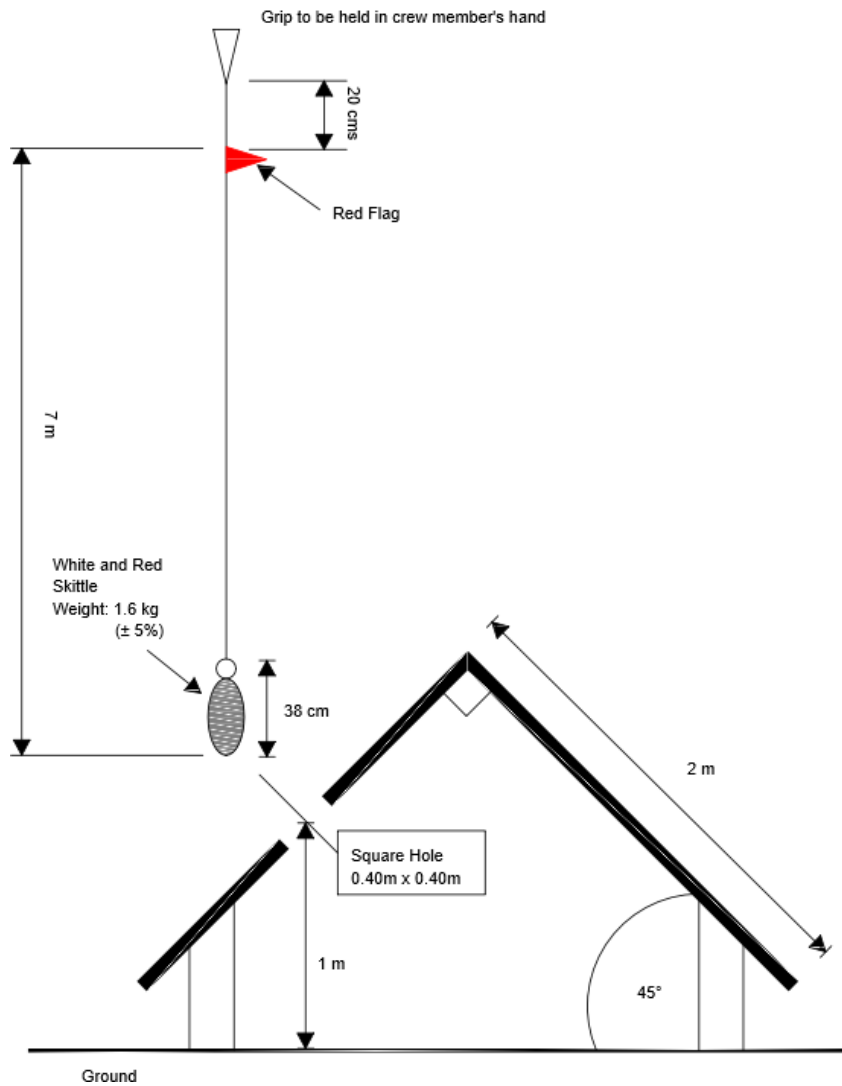 Grip to be held in crew member's hand
20 cms
Red Flag
7 m
White and Red
Skittle
Weight: 1.6 kg
(± 5%)
38 cm
2 m
Square Hole
0.40m x 0.40m
1 m
45°
Ground